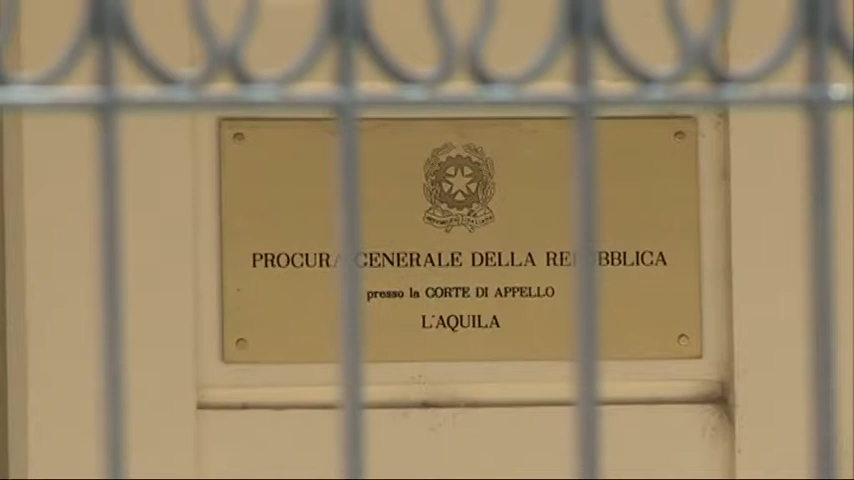 PROCURA GENERALE DELLA REPUBBLICA
presso la CORTE DI APPELLO
L'AQUILA